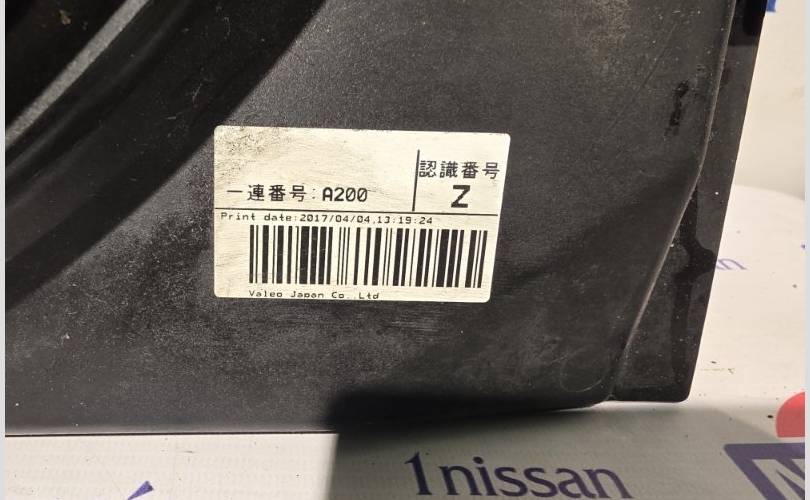 認識番号
一連番号:A200
Z
Print date:2017/04/04,13:19:24
Valeo Japan Co.,Ltd
1nissan